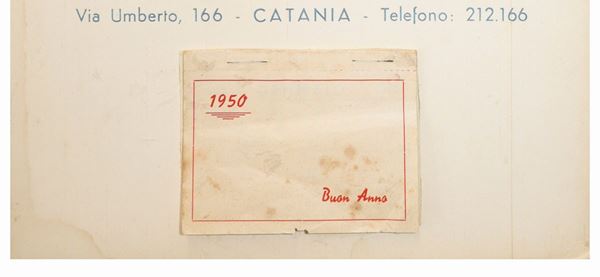 Via Umberto, 166 - CATANIA - Telefono: 212.166
1950
Buon Anno